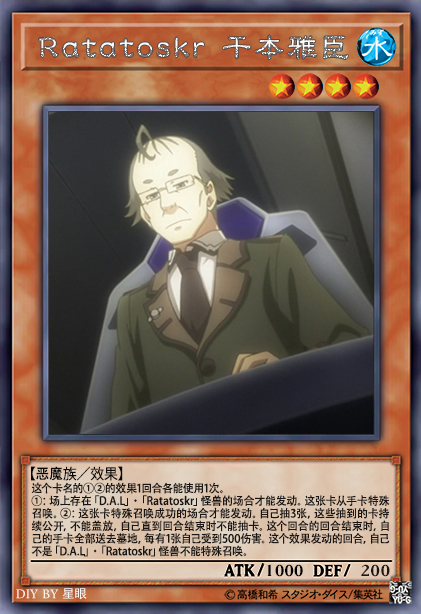 Ratatoskr 干本雅臣
水
【恶魔族／效果】
这个卡名的①②的效果1回合各能使用1次。
①: 场上存在「D.A.L」·「Ratatoskr」怪兽的场合才能发动。这张卡从手卡特殊
召唤。②: 这张卡特殊召唤成功的场合才能发动。自己抽3张，这些抽到的卡持
续公开，不能盖放，自己直到回合结束时不能抽卡。这个回合的回合结束时，自
己的手卡全部送去墓地，每有1张自己受到500伤害。这个效果发动的回合，自己
不是「D.A.L」·「Ratatoskr」怪兽不能特殊召唤。
ATK/1000 DEF/ 200
DIY BY 星眼
©高橋和希 スタジオ·ダイス/集英社